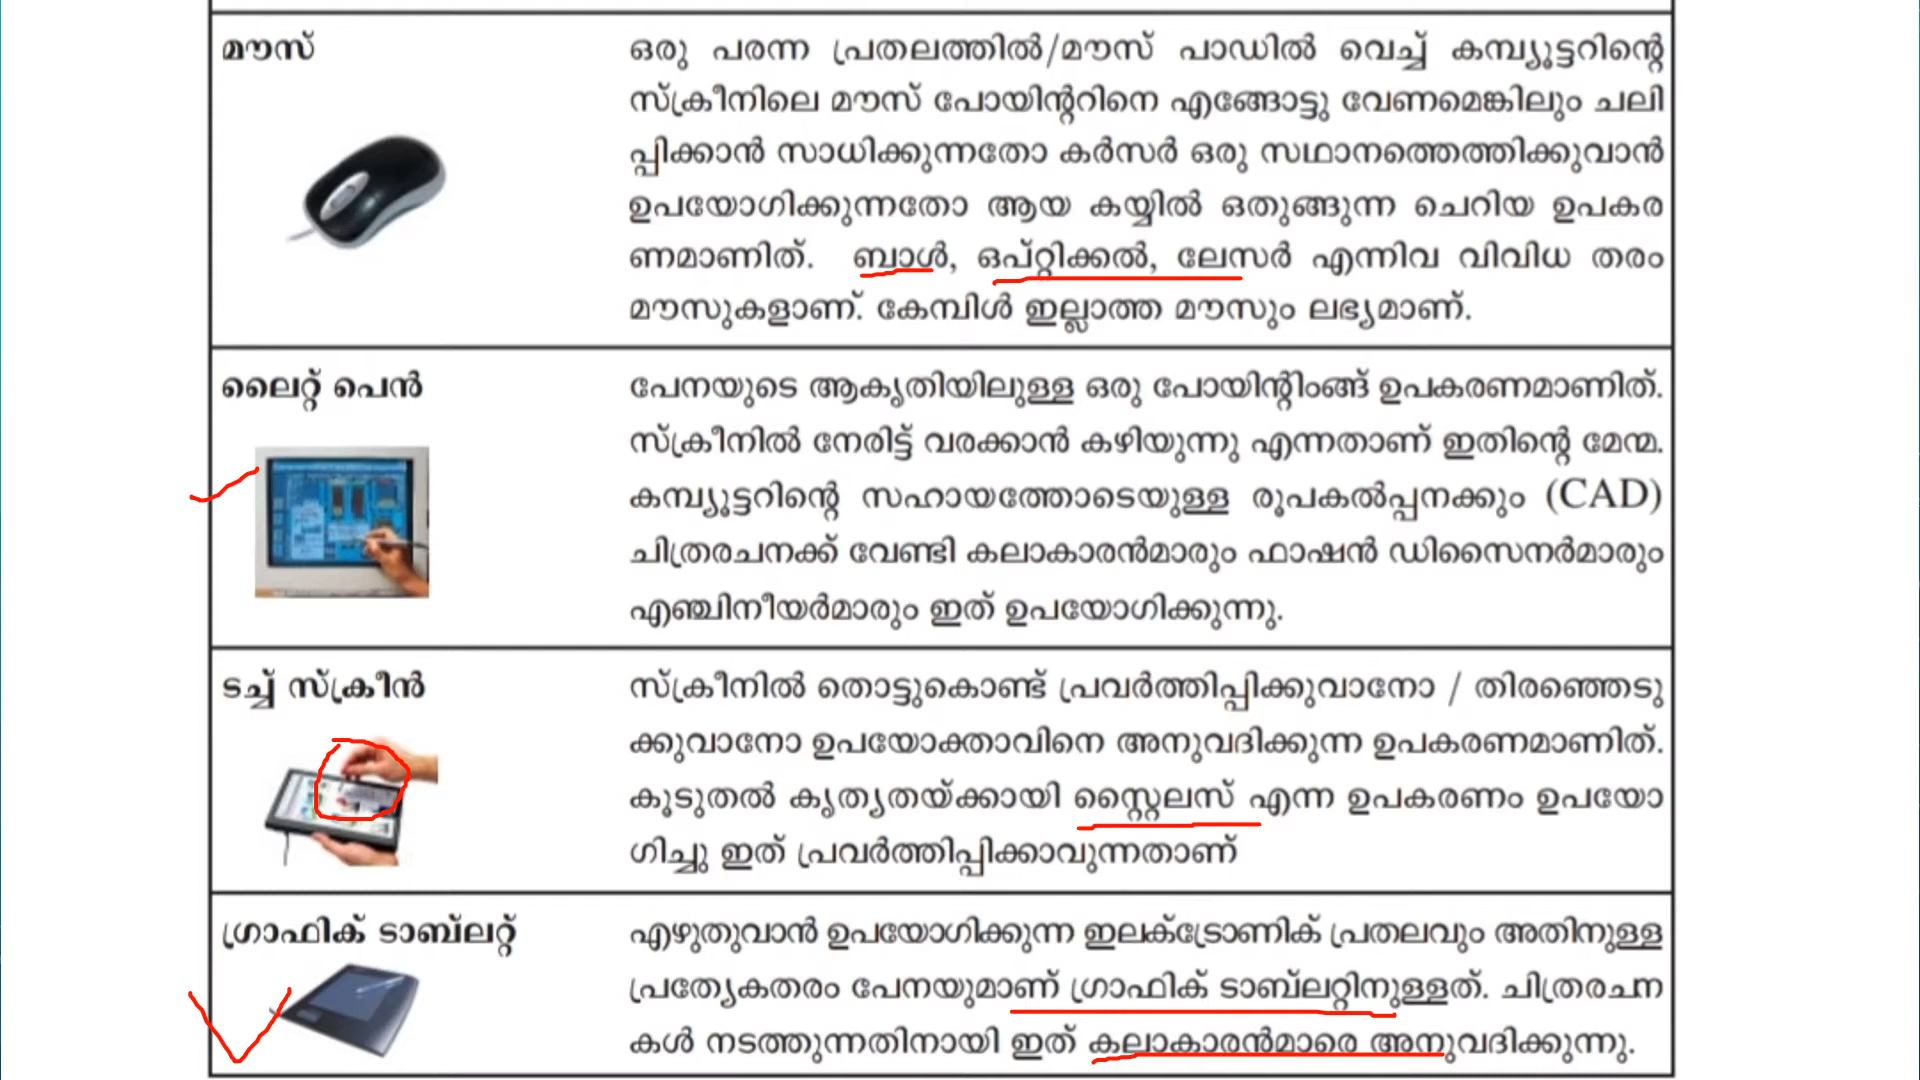 മൗസ്
ഒരു പരന്ന പ്രതലത്തിൽ/മൗസ് പാഡിൽ വെച്ച് കമ്പ്യൂട്ടറിന്റെ
സ്ക്രീനിലെ മൗസ് പോയിന്ററിനെ എങ്ങോട്ടു വേണമെങ്കിലും ചലി
പ്പിക്കാൻ സാധിക്കുന്നതോ കർസർ ഒരു സഥാനത്തെത്തിക്കുവാൻ
ഉപയോഗിക്കുന്നതോ ആയ കയ്യിൽ ഒതുങ്ങുന്ന ചെറിയ ഉപകര
ണമാണിത്. ബാൾ, ഒപ്റ്റിക്കൽ, ലേസർ എന്നിവ വിവിധ തരം
മൗസുകളാണ്. കേമ്പിൾ ഇല്ലാത്ത മൗസും ലഭ്യമാണ്.
ലൈറ്റ് പെൻ
പേനയുടെ ആകൃതിയിലുള്ള ഒരു പോയിന്റിംങ്ങ് ഉപകരണമാണിത്.
സ്ക്രീനിൽ നേരിട്ട് വരക്കാൻ കഴിയുന്നു എന്നതാണ് ഇതിന്റെ മേന്മ.
കമ്പ്യൂട്ടറിന്റെ സഹായത്തോടെയുള്ള രൂപകൽപ്പനക്കും (CAD)
ചിത്രരചനക്ക് വേണ്ടി കലാകാരൻമാരും ഫാഷൻ ഡിസൈനർമാരും
എഞ്ചിനീയർമാരും ഇത് ഉപയോഗിക്കുന്നു.
ടച്ച് സ്ക്രീൻ
സ്ക്രീനിൽ തൊട്ടുകൊണ്ട് പ്രവർത്തിപ്പിക്കുവാനോ / തിരഞ്ഞെടു
ക്കുവാനോ ഉപയോക്താവിനെ അനുവദിക്കുന്ന ഉപകരണമാണിത്.
കൂടുതൽ കൃത്യതയ്ക്കായി സ്റ്റൈലസ് എന്ന ഉപകരണം ഉപയോ
ഗിച്ചു ഇത് പ്രവർത്തിപ്പിക്കാവുന്നതാണ്
ഗ്രാഫിക് ടാബ്ലറ്റ്
എഴുതുവാൻ ഉപയോഗിക്കുന്ന ഇലക്ട്രോണിക് പ്രതലവും അതിനുള്ള
പ്രത്യേകതരം പേനയുമാണ് ഗ്രാഫിക് ടാബ്ലറ്റിനുള്ളത്. ചിത്രരചന
കൾ നടത്തുന്നതിനായി ഇത് കലാകാരൻമാരെ അനുവദിക്കുന്നു.